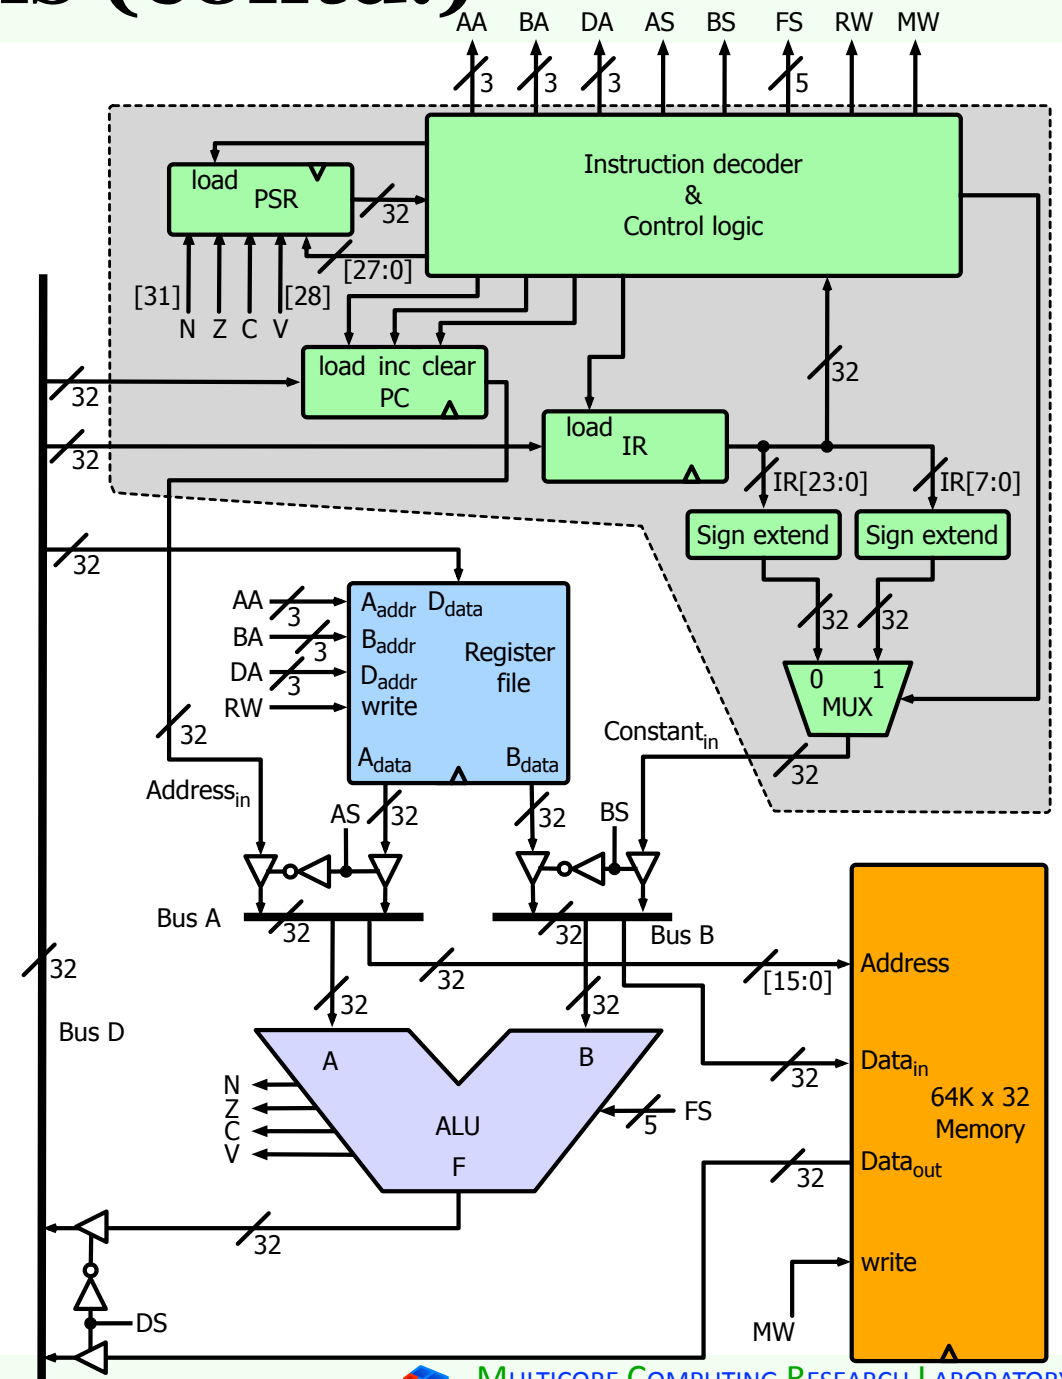 ns (contd.)
AA BA DA AS BS FS RW MW
3 3 3 5
Instruction decoder
&
Control logic
load
PSR
32
[27:0]
[31] [28]
N Z C V
load inc clear
PC
32
32
32
load
IR
IR[23:0] IR[7:0]
Sign extend Sign extend
32
32 32
0 1
MUX
AA 3
BA 3
DA 3
RW
Aaddr Ddata
Baddr
Daddr
write
Register
file
Adata Bdata
32
Constantin
32
Addressin
AS 32 32 BS
Bus A 32 32 Bus B
32
Bus D
32 [15:0]
32 32
Address
Datain
32
64K x 32
Memory
Dataout
32
write
MW
A B
N
Z
C
V
ALU
F
5 FS
32
DS
MULTICORE COMPUTING RESEARCH LABORATORY